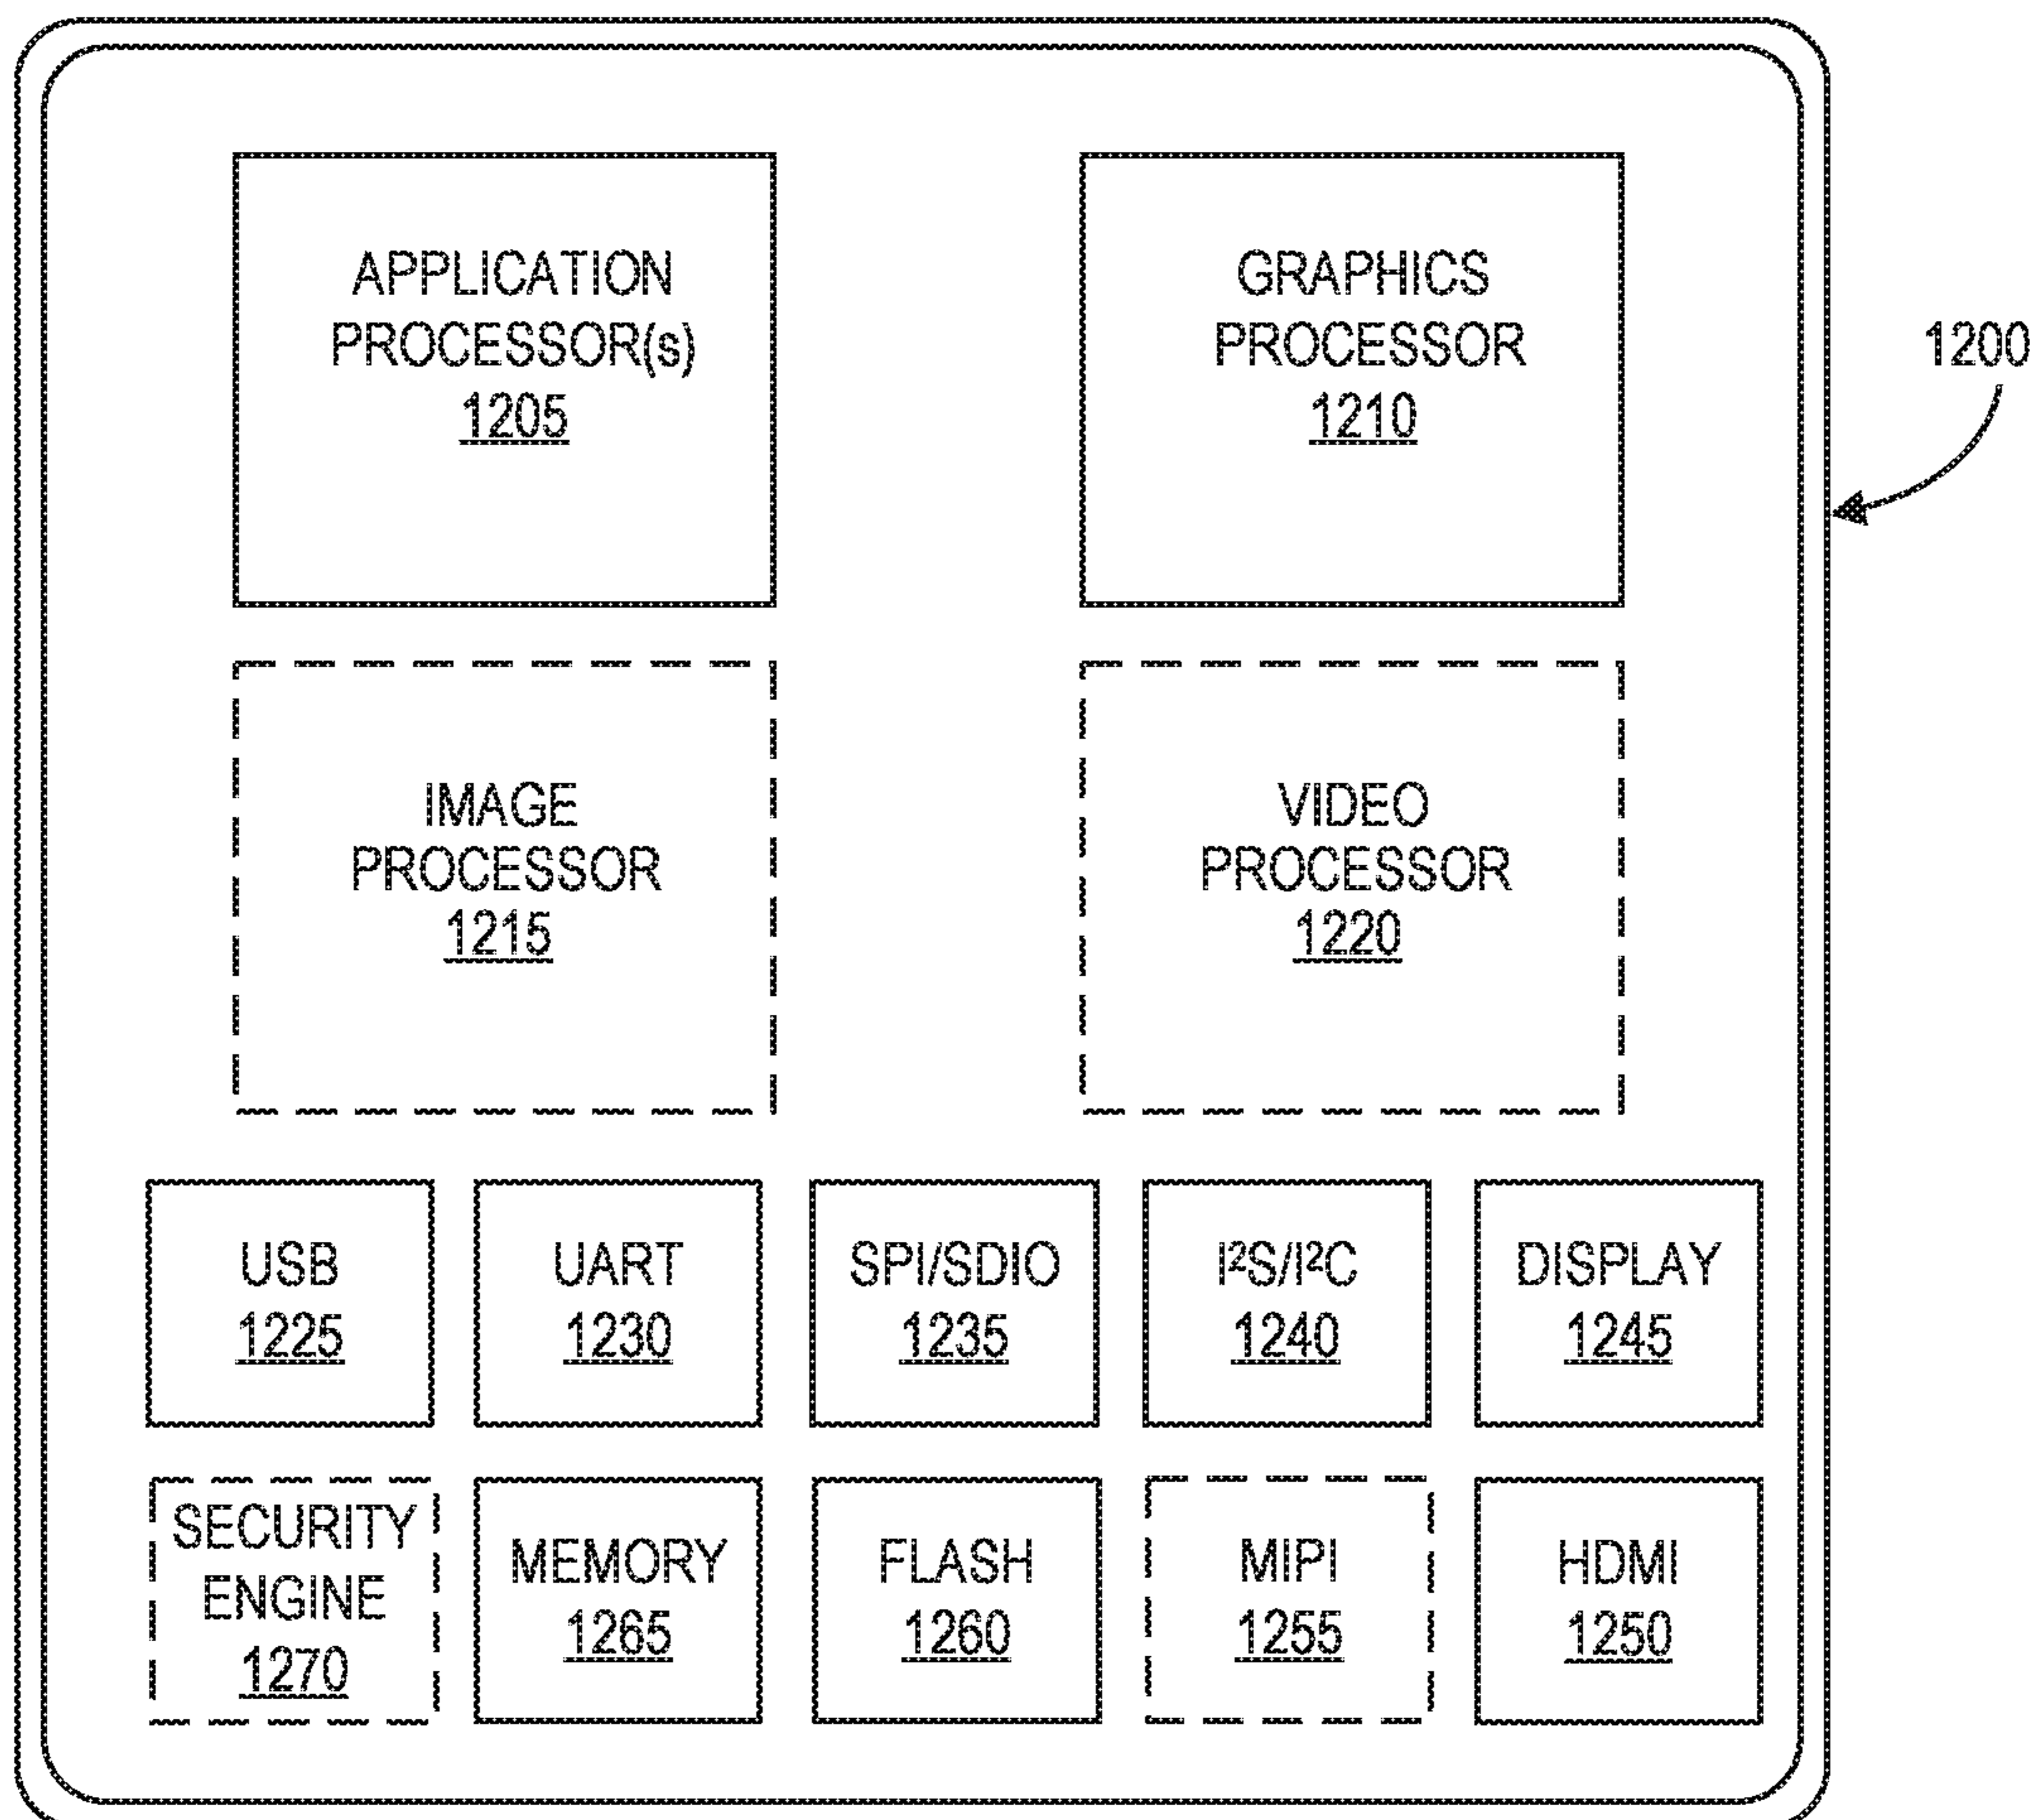 APPLICATION
PROCESSOR(s)
1205
GRAPHICS
PROCESSOR
1210
1200
IMAGE
PROCESSOR
1215
VIDEO
PROCESSOR
1220
USB
1225
UART
1230
SPI/SDIO
1235
I²S/I²C
1240
DISPLAY
1245
SECURITY
ENGINE
1270
MEMORY
1265
FLASH
1260
MIPI
1255
HDMI
1250